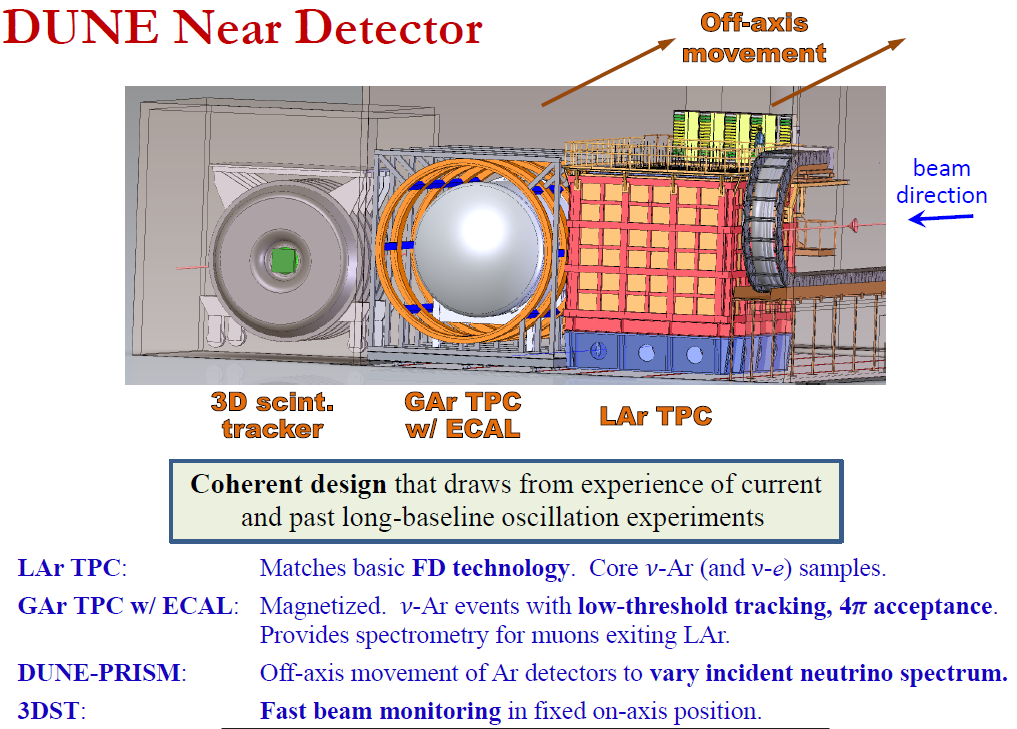 DUNE Near Detector
Off-axis
movement
beam
direction
3D scint.
tracker
GAr TPC
w/ ECAL
LAr TPC
Coherent design that draws from experience of current
and past long-baseline oscillation experiments
LAr TPC: Matches basic FD technology. Core ν-Ar (and ν-e) samples.
GAr TPC w/ ECAL: Magnetized. ν-Ar events with low-threshold tracking, 4π acceptance.
Provides spectrometry for muons exiting LAr.
DUNE-PRISM: Off-axis movement of Ar detectors to vary incident neutrino spectrum.
3DST: Fast beam monitoring in fixed on-axis position.